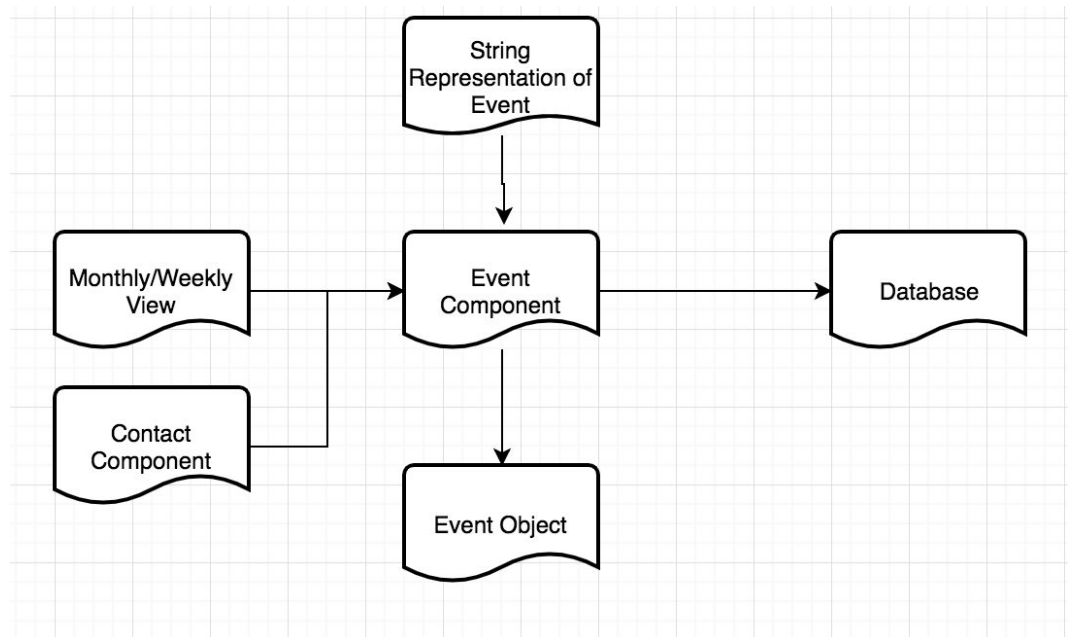 String
Representation of
Event
Monthly/Weekly
View
Event
Component
Database
Contact
Component
Event Object